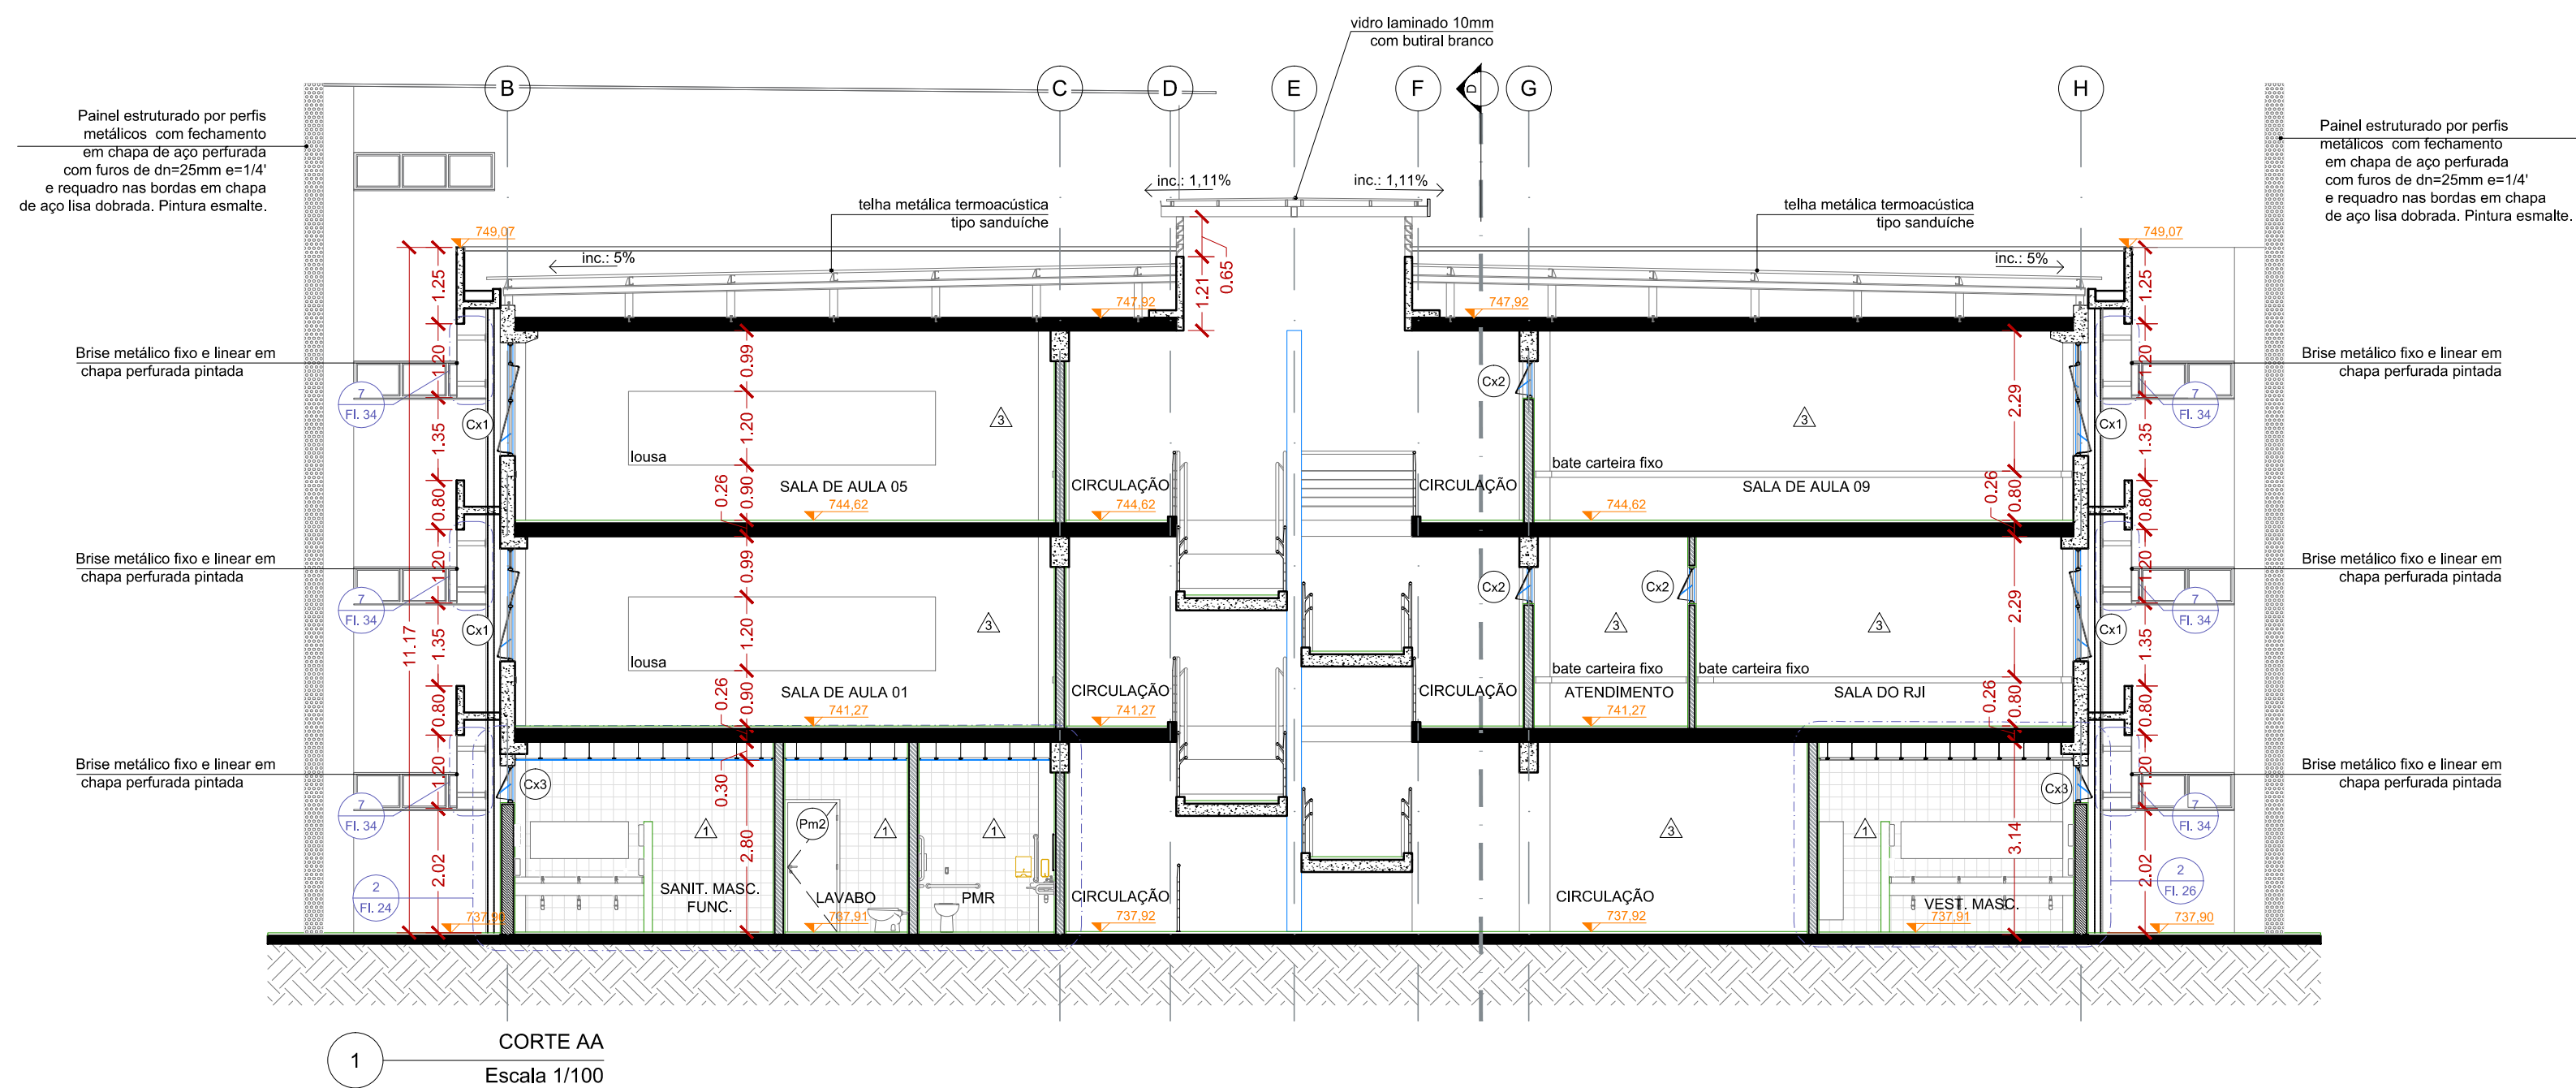 vidro laminado 10mm
com butiral branco
B
C
D
E
F
D
G
H
Painel estruturado por perfis
metálicos com fechamento
em chapa de aço perfurada
com furos de dn=25mm e=1/4'
e requadro nas bordas em chapa
de aço lisa dobrada. Pintura esmalte.
Painel estruturado por perfis
metálicos com fechamento
em chapa de aço perfurada
com furos de dn=25mm e=1/4'
e requadro nas bordas em chapa
de aço lisa dobrada. Pintura esmalte.
inc.: 1,11%
inc.: 1,11%
telha metálica termoacústica
tipo sanduíche
telha metálica termoacústica
tipo sanduíche
749,07
749,07
inc.: 5%
inc.: 5%
0.65
1.21
1.25
1.25
747,92
747,92
Brise metálico fixo e linear em
chapa perfurada pintada
Brise metálico fixo e linear em
chapa perfurada pintada
1.20
0.99
2.29
1.20
7
Fl. 34
Cx2
7
Fl. 34
Cx1
1.35
1.20
3
3
Cx1
1.35
lousa
bate carteira fixo
0.80
0.26
0.90
SALA DE AULA 05
CIRCULAÇÃO
CIRCULAÇÃO
SALA DE AULA 09
0.26
0.80
0.80
744,62
744,62
744,62
Brise metálico fixo e linear em
chapa perfurada pintada
Brise metálico fixo e linear em
chapa perfurada pintada
1.20
0.99
2.29
1.20
7
Fl. 34
Cx2
Cx2
7
Fl. 34
11.17
Cx1
1.35
1.20
3
3
3
Cx1
1.35
lousa
bate carteira fixo
bate carteira fixo
0.80
0.26
0.90
SALA DE AULA 01
CIRCULAÇÃO
CIRCULAÇÃO
ATENDIMENTO
SALA DO RJI
0.26
0.80
0.80
741,27
741,27
741,27
Brise metálico fixo e linear em
chapa perfurada pintada
Brise metálico fixo e linear em
chapa perfurada pintada
1.20
Cx3
0.30
Cx3
1.20
7
Fl. 34
7
Fl. 34
1
Pm2
1
1
3
1
2.02
2.80
3.14
2.02
2
Fl. 24
2
Fl. 26
SANIT. MASC.
FUNC.
LAVABO
PMR
CIRCULAÇÃO
CIRCULAÇÃO
VEST. MASC.
737,90
737,91
737,92
737,92
737,91
737,90
1
CORTE AA
Escala 1/100